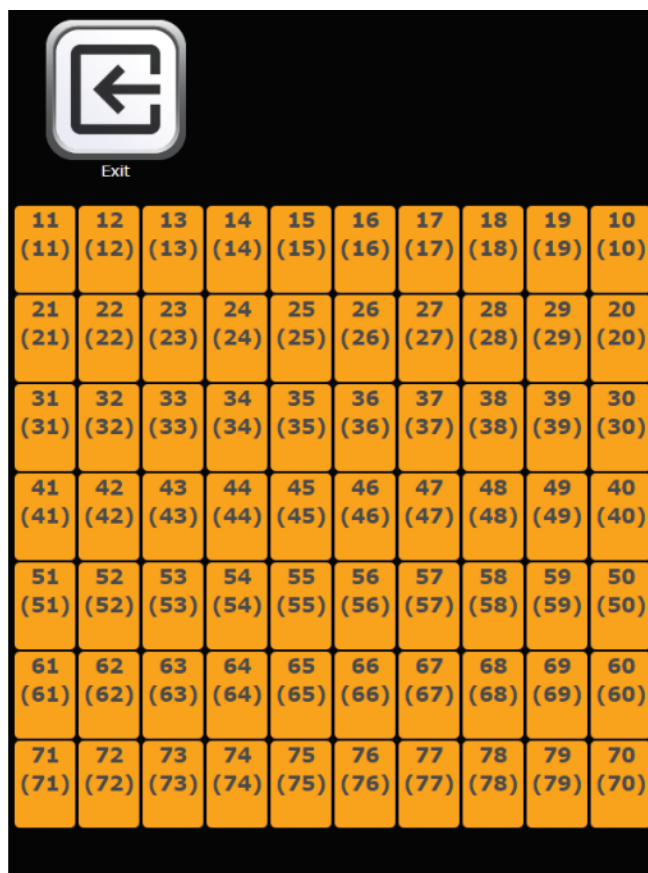 Exit
11 12 13 14 15 16 17 18 19 10
(11) (12) (13) (14) (15) (16) (17) (18) (19) (10)
21 22 23 24 25 26 27 28 29 20
(21) (22) (23) (24) (25) (26) (27) (28) (29) (20)
31 32 33 34 35 36 37 38 39 30
(31) (32) (33) (34) (35) (36) (37) (38) (39) (30)
41 42 43 44 45 46 47 48 49 40
(41) (42) (43) (44) (45) (46) (47) (48) (49) (40)
51 52 53 54 55 56 57 58 59 50
(51) (52) (53) (54) (55) (56) (57) (58) (59) (50)
61 62 63 64 65 66 67 68 69 60
(61) (62) (63) (64) (65) (66) (67) (68) (69) (60)
71 72 73 74 75 76 77 78 79 70
(71) (72) (73) (74) (75) (76) (77) (78) (79) (70)